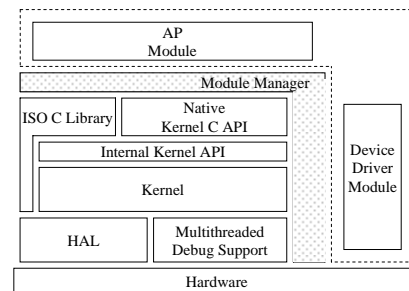 AP
Module
Module Manager
ISO C Library
Native
Kernel C API
Internal Kernel API
Kernel
Device
Driver
Module
HAL
Multithreaded
Debug Support
Hardware